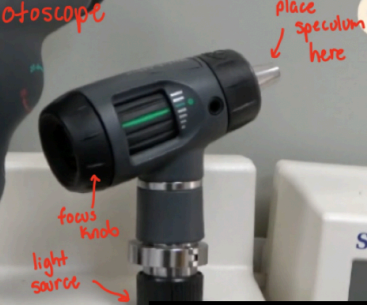 otoscope
place
speculum
here
focus
knob
light
source
S